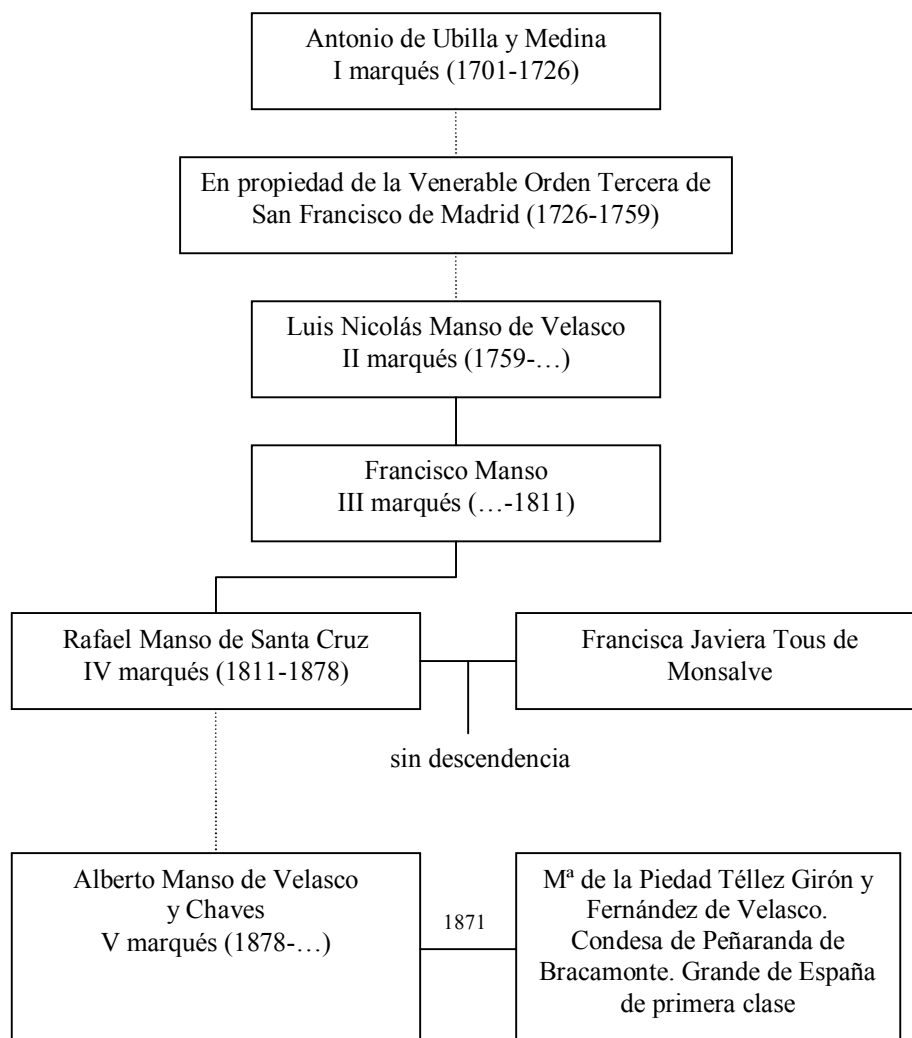 Antonio de Ubilla y Medina
I marqués (1701-1726)
En propiedad de la Venerable Orden Tercera de
San Francisco de Madrid (1726-1759)
Luis Nicolás Manso de Velasco
II marqués (1759-…)
Francisco Manso
III marqués (…-1811)
Rafael Manso de Santa Cruz
IV marqués (1811-1878)
Francisca Javiera Tous de
Monsalve
sin descendencia
Alberto Manso de Velasco
y Chaves
V marqués (1878-…)
1871
Mª de la Piedad Téllez Girón y
Fernández de Velasco.
Condesa de Peñaranda de
Bracamonte. Grande de España
de primera clase